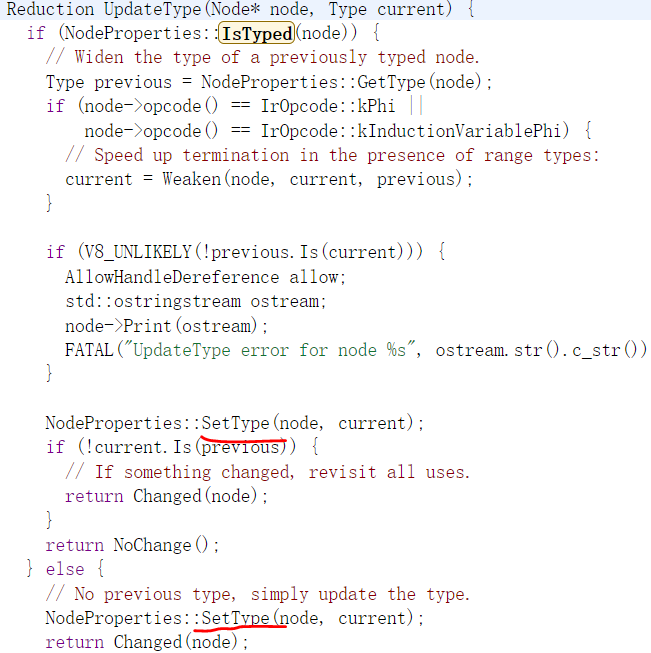 Reduction UpdateType(Node* node, Type current) {
if (NodeProperties::IsTyped(node)) {
// Widen the type of a previously typed node.
Type previous = NodeProperties::GetType(node);
if (node->opcode() == IrOpcode::kPhi ||
node->opcode() == IrOpcode::kInductionVariablePhi) {
// Speed up termination in the presence of range types:
current = Weaken(node, current, previous);
}
if (V8_UNLIKELY(!previous.Is(current))) {
AllowHandleDereference allow;
std::ostringstream ostream;
node->Print(ostream);
FATAL("UpdateType error for node %s", ostream.str().c_str())
}
NodeProperties::SetType(node, current);
if (!current.Is(previous)) {
// If something changed, revisit all uses.
return Changed(node);
}
return NoChange();
} else {
// No previous type, simply update the type.
NodeProperties::SetType(node, current);
return Changed(node);